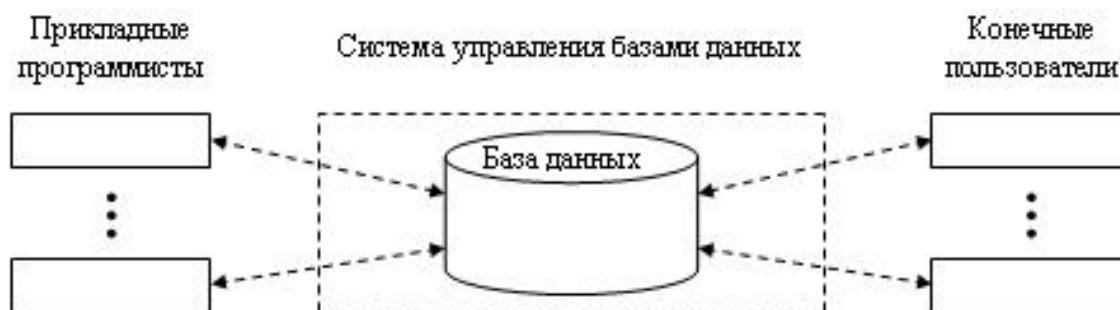 Прикладные
программисты
Система управления базами данных
Конечные
пользователи
База данных